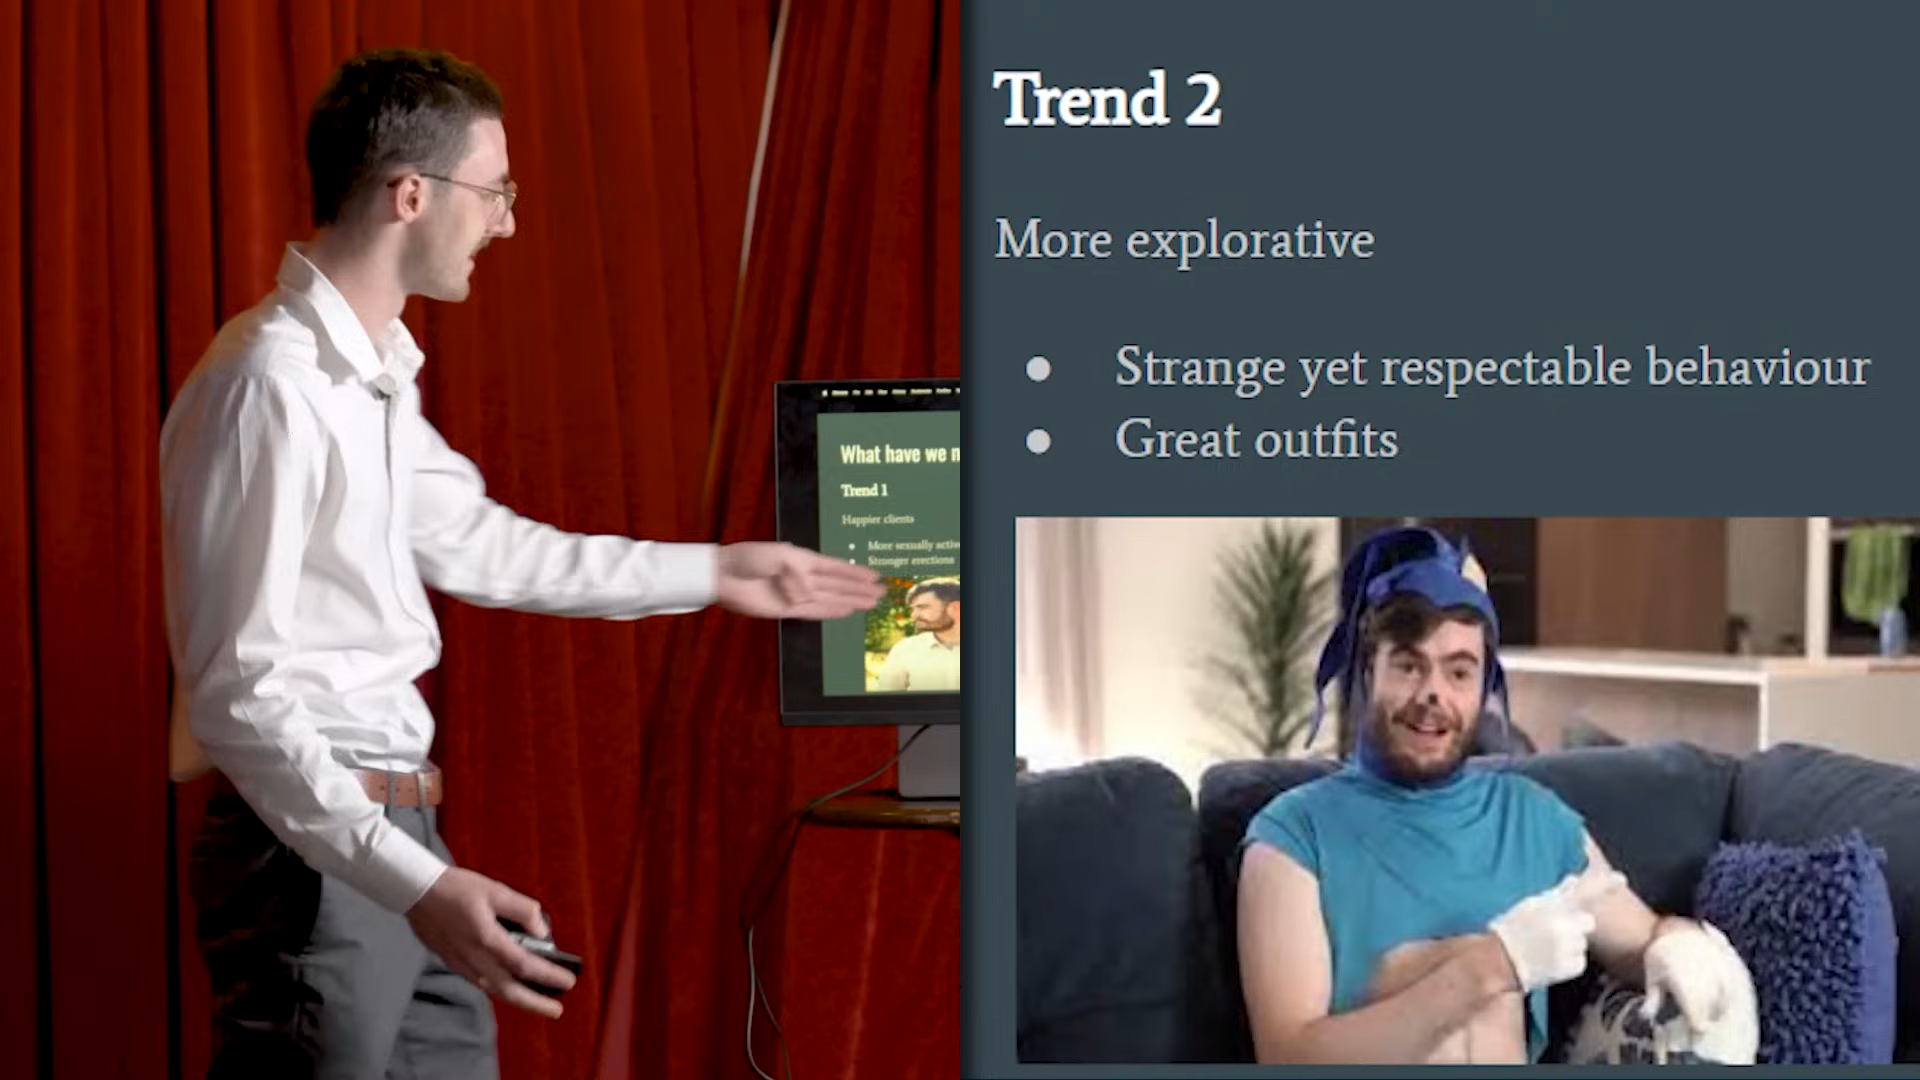 What have we
Trend 1
Happier clients
More sexually
Stronger erections
Trend 2
More explorative
Strange yet respectable behaviour
Great outfits